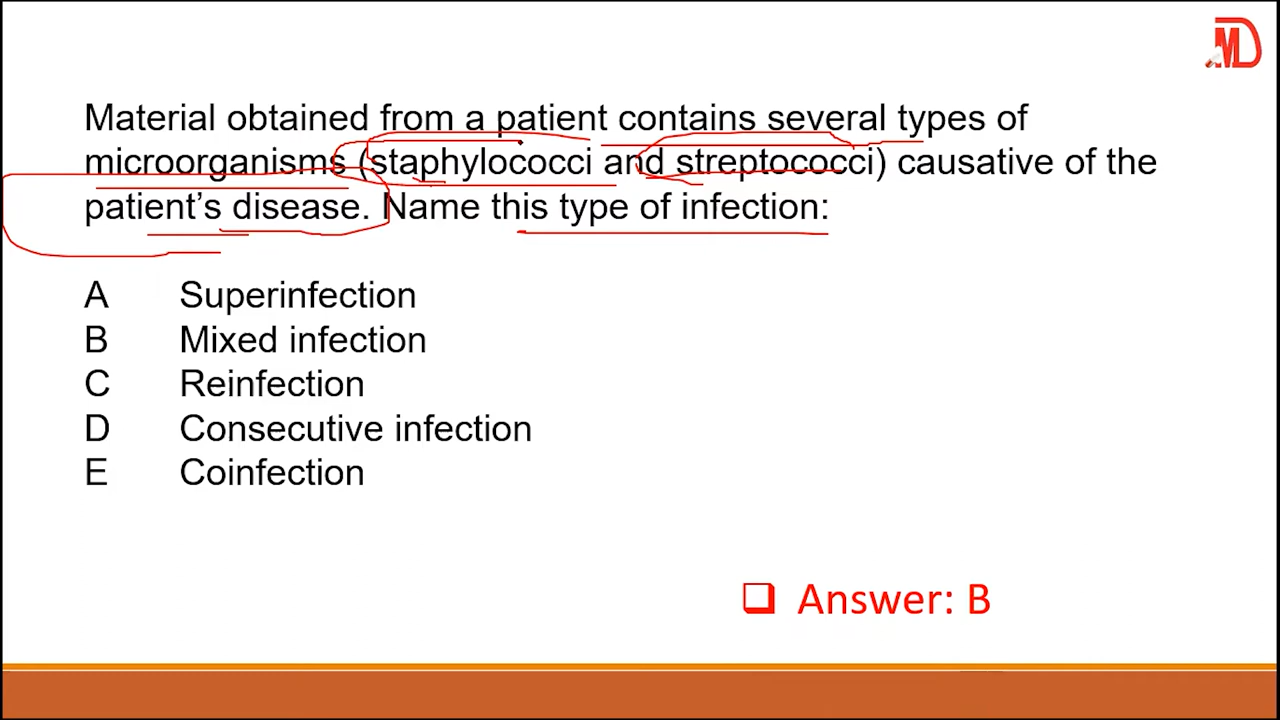 MD
Material obtained from a patient contains several types of
microorganisms (staphylococci and streptococci) causative of the
patient’s disease. Name this type of infection:
A Superinfection
B Mixed infection
C Reinfection
D Consecutive infection
E Coinfection
❑ Answer: B